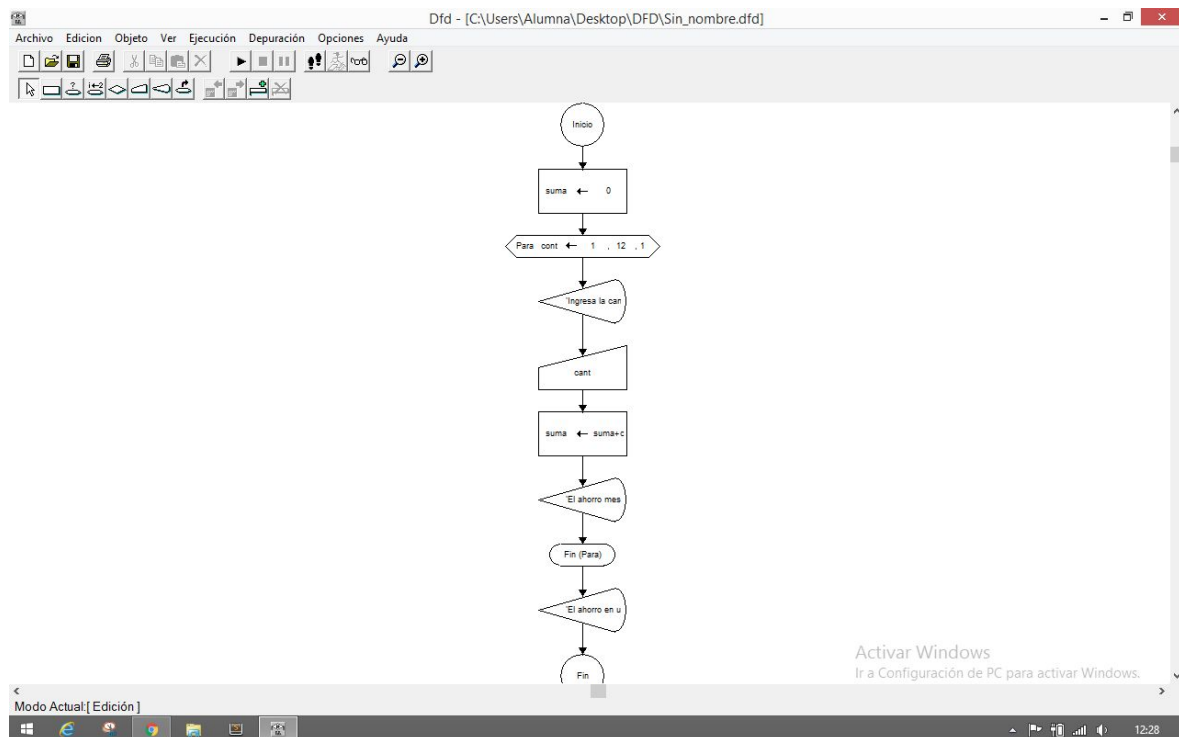 Dfd - [C:\Users\Alumna\Desktop\DFD\Sin_nombre.dfd]
Archivo Edicion Objeto Ver Ejecución Depuración Opciones Ayuda
Inicio
suma ← 0
Para cont ← 1 , 12 , 1
'Ingresa la can
cant
suma ← suma+c
'El ahorro mes
Fin (Para)
'El ahorro en u
Fin
Activar Windows
Ir a Configuración de PC para activar Windows.
Modo Actual:[ Edición ]
12:28